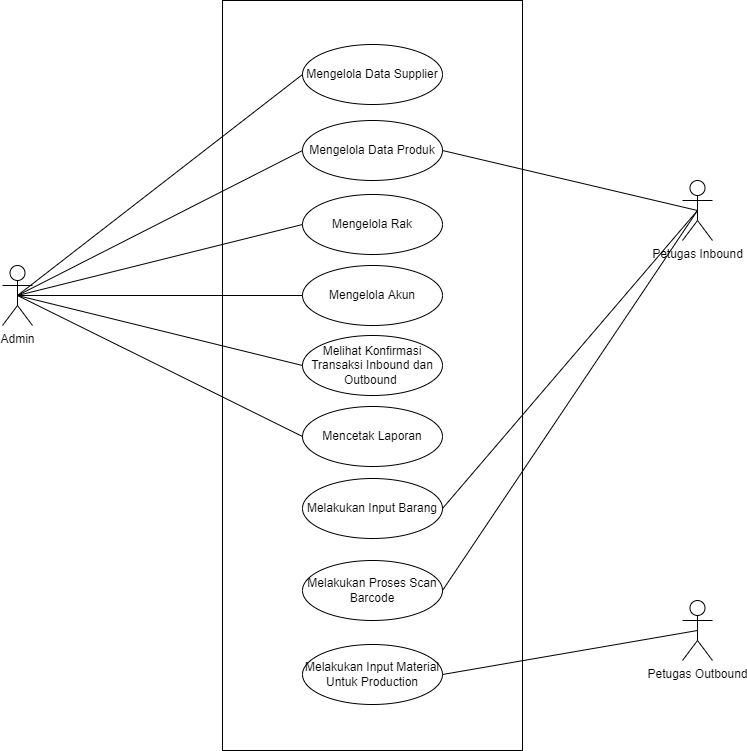 Mengelola Data Supplier
Mengelola Data Produk
Mengelola Rak
Petugas Inbound
Mengelola Akun
Admin
Melihat Konfirmasi
Transaksi Inbound dan
Outbound
Mencetak Laporan
Melakukan Input Barang
Melakukan Proses Scan
Barcode
Melakukan Input Material
Untuk Production
Petugas Outbound